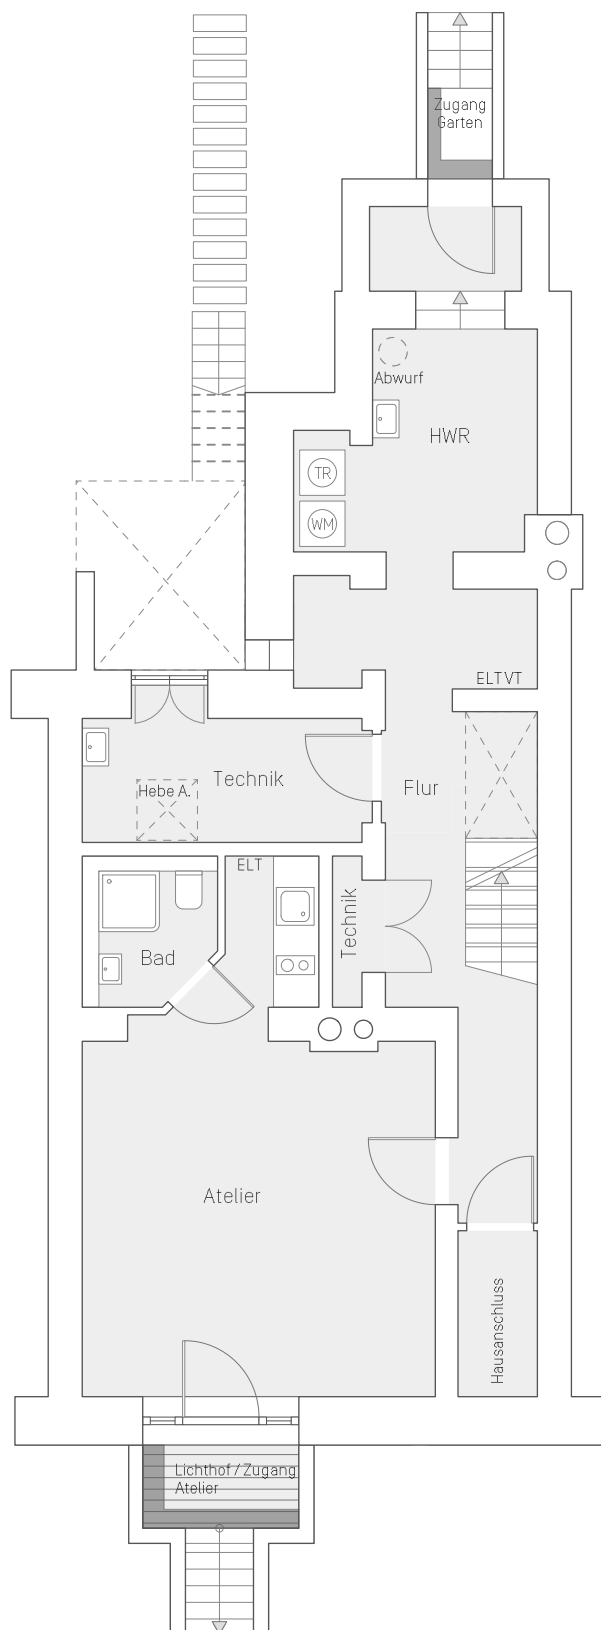 Zugang
Garten
Abwurf
HWR
TR
WM
ELTVT
Technik
Hebe A.
Flur
ELT
Technik
Bad
Atelier
Hausanschluss
Lichthof / Zugang
Atelier